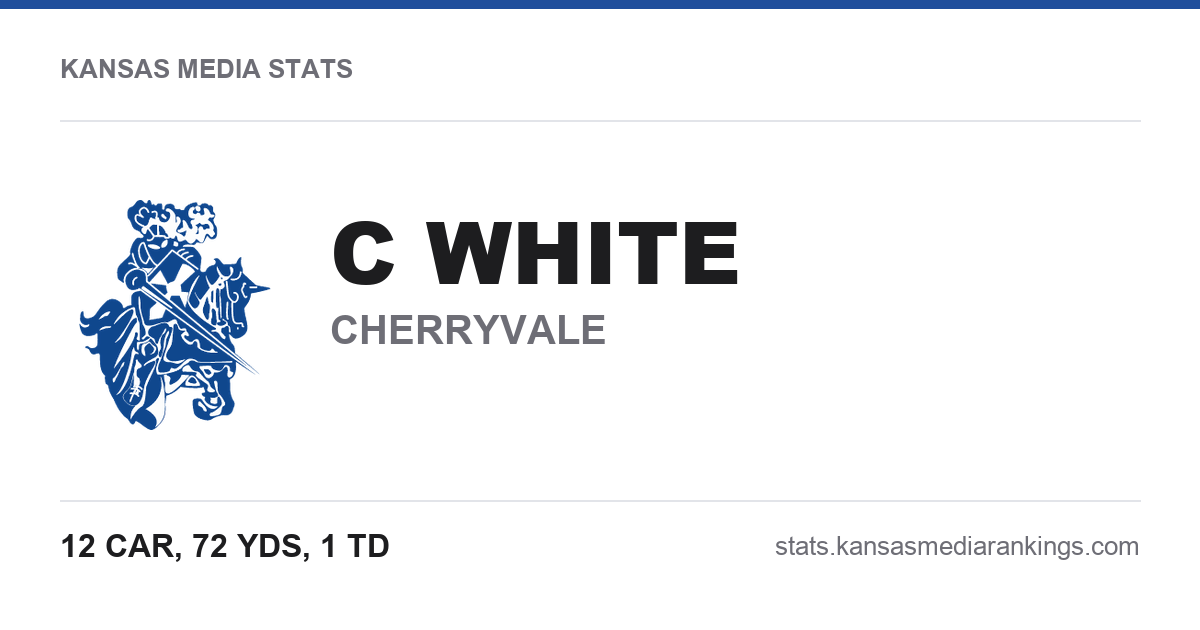 KANSAS MEDIA STATS
C WHITE
CHERRYVALE
12 CAR, 72 YDS, 1 TD
stats.kansasmediarankings.com